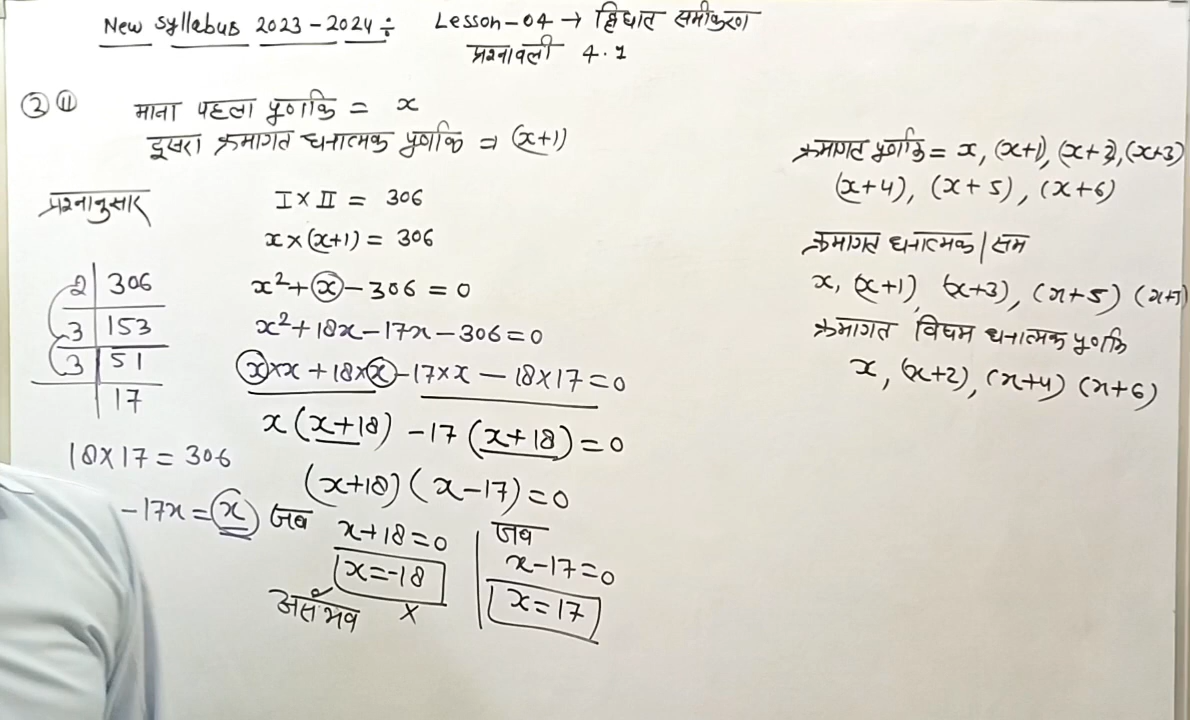 New Syllabus 2023-2024 ÷ Lesson-04 → द्विघात समीकरण
प्रश्नावली 4.1
② ⑪
माना पहला पूर्णांक = x
दूसरा क्रमागत धनात्मक पूर्णांक = (x+1)
प्रश्नानुसार
I × II = 306
x×(x+1) = 306
x²+x-306=0
x²+18x-17x-306=0
x×x+18×x-17×x-18×17=0
x(x+18)-17(x+18)=0
(x+18)(x-17)=0
2 | 306
3 | 153
3 | 51
17
18×17=306
-17x=x
जब
x+18=0
x=-18
असंभव ×
जब
x-17=0
x=17
क्रमागत पूर्णांक = x, (x+1), (x+2), (x+3)
(x+4), (x+5), (x+6)
क्रमागत धनात्मक / सम
x, (x+1), (x+3), (x+5) (x+7)
क्रमागत विषम धनात्मक पूर्णांक
x, (x+2), (x+4) (x+6)